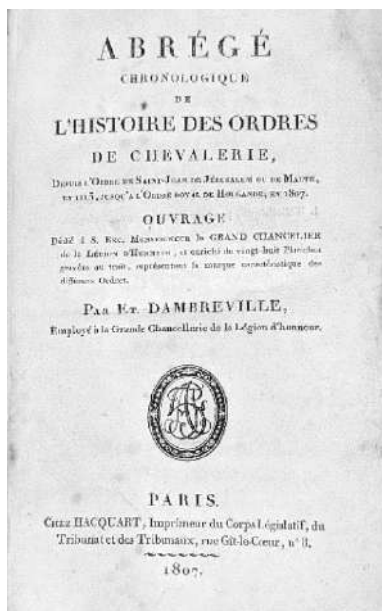 ABRÉGÉ
CHRONOLOGIQUE
DE
L'HISTOIRE DES ORDRES
DE CHEVALERIE,
DEPUIS L'ORDRE DE SAINT-JEAN DE JÉRUSALEM OU DE MALTE,
EN 1113, JUSQU'A L'ORDRE ROYAL DE HOLLANDE, EN 1807.
OUVRAGE
Dédié à S. EXC. MONSEIGNEUR le GRAND CHANCELIER
de la LÉGION D'HONNEUR, et enrichi de vingt-huit Planches
gravées au trait, représentant la marque caractéristique des
différens Ordres.
PAR ET. DAMBREVILLE,
Employé à la Grande Chancellerie de la Légion d'honneur.
PARIS.
Chez HACQUART, Imprimeur du Corps Législatif, du
Tribunat et des Tribunaux, rue Gît-le-Cœur, n° 8.
1807.